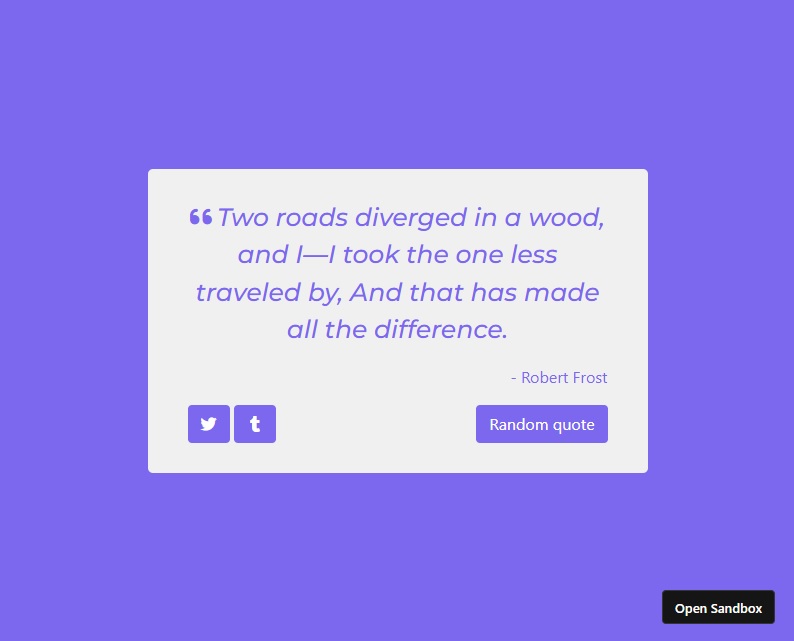 ❝ Two roads diverged in a wood,
and I—I took the one less
traveled by, And that has made
all the difference.
- Robert Frost
t
Random quote
Open Sandbox